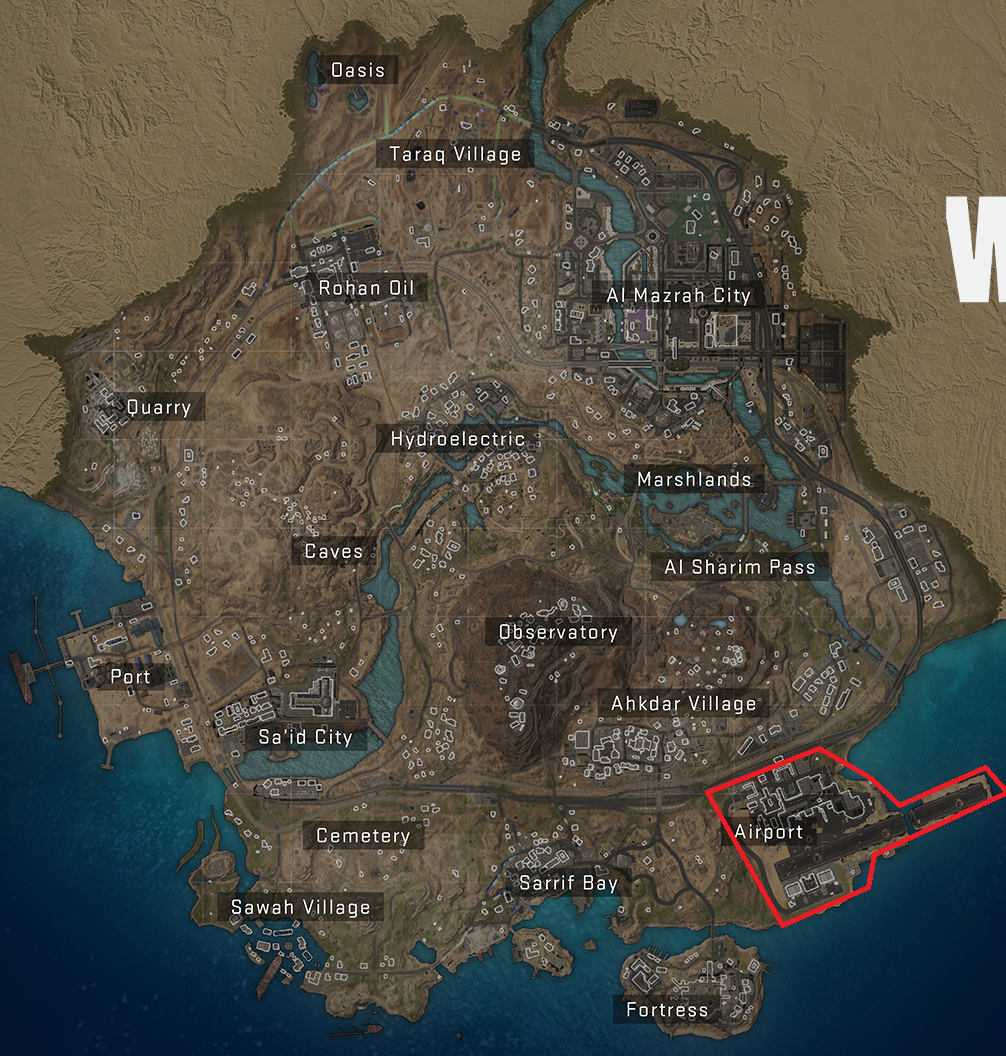 Oasis
Taraq Village
Rohan Oil
Al Mazrah City
Quarry
Hydroelectric
Marshlands
Caves
Al Sharim Pass
Observatory
Port
Ahkdar Village
Sa'id City
Airport
Cemetery
Sarrif Bay
Sawah Village
Fortress
W